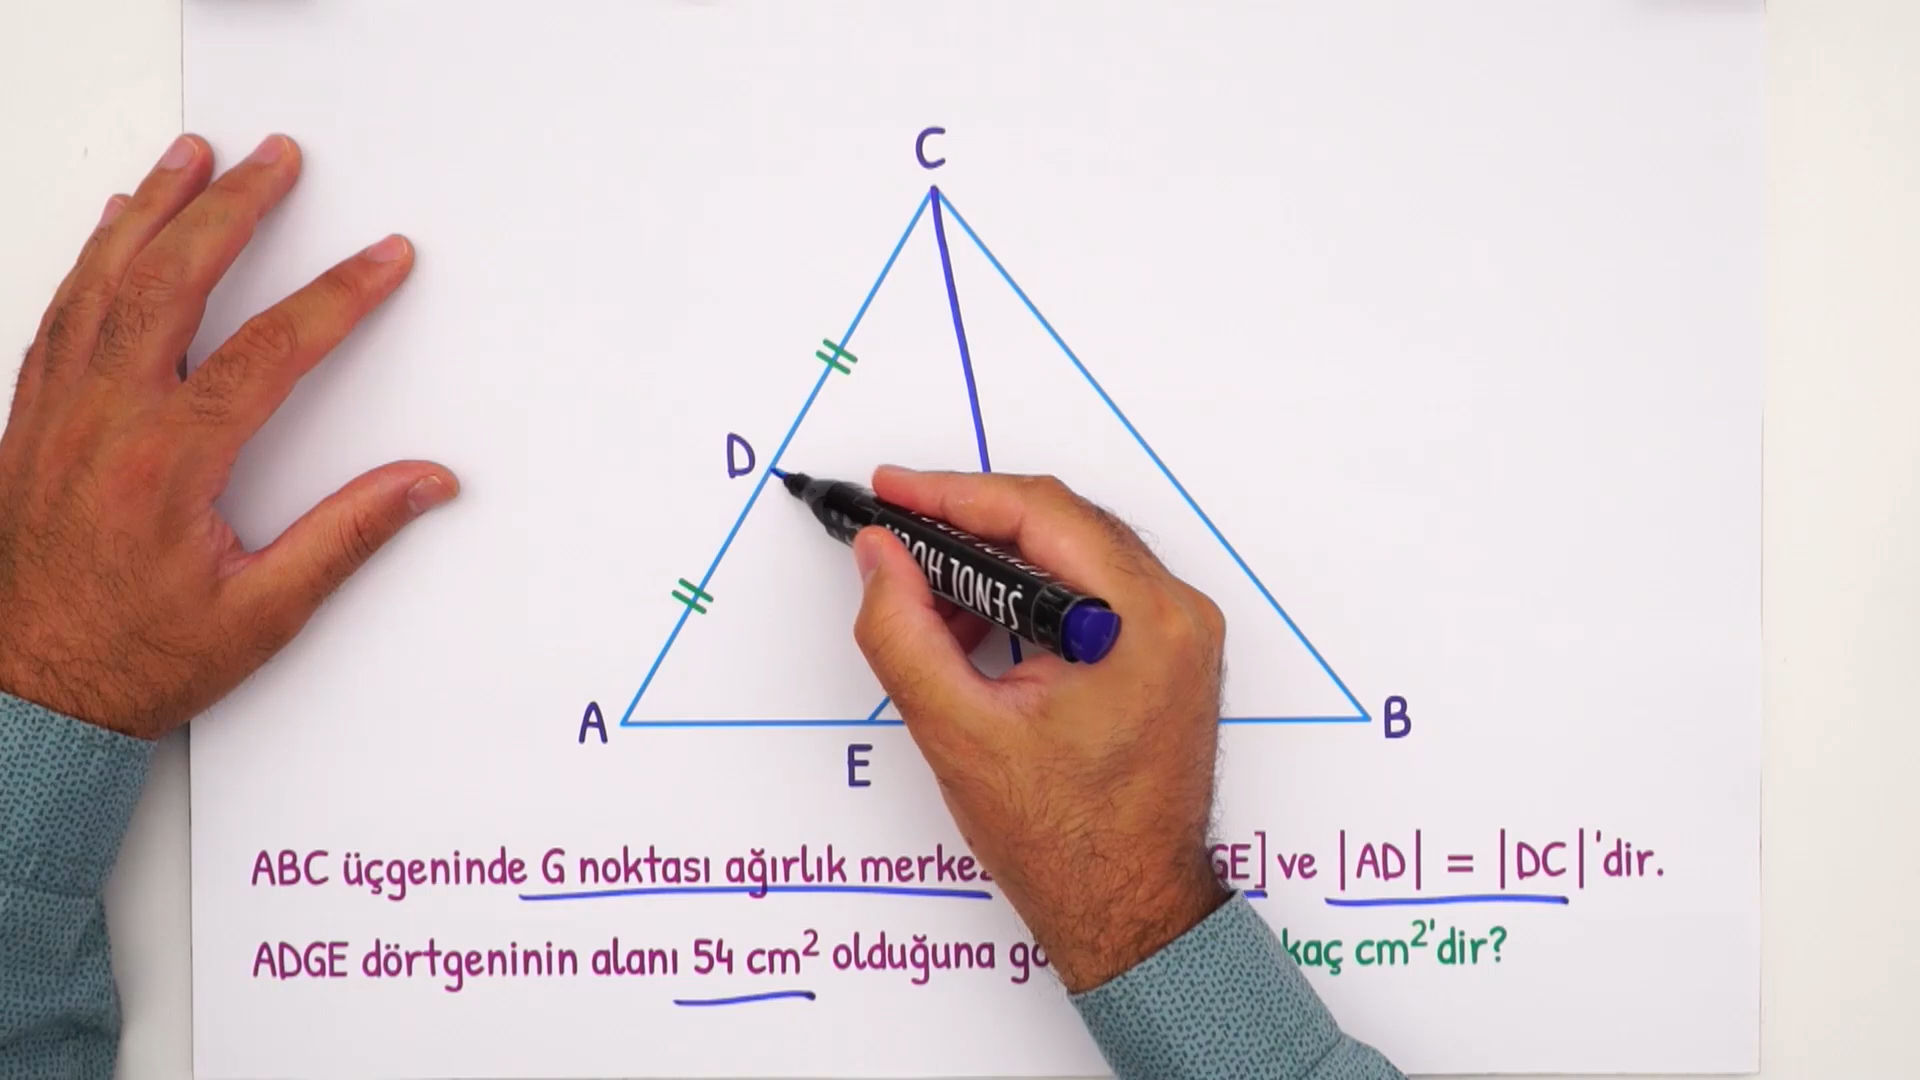 C
D
A
B
E
ŞENOL HOCA
ABC üçgeninde G noktası ağırlık GE] ve |AD| = |DC|'dir.
ADGE dörtgeninin alanı 54 cm² olduğuna kaç cm²'dir?